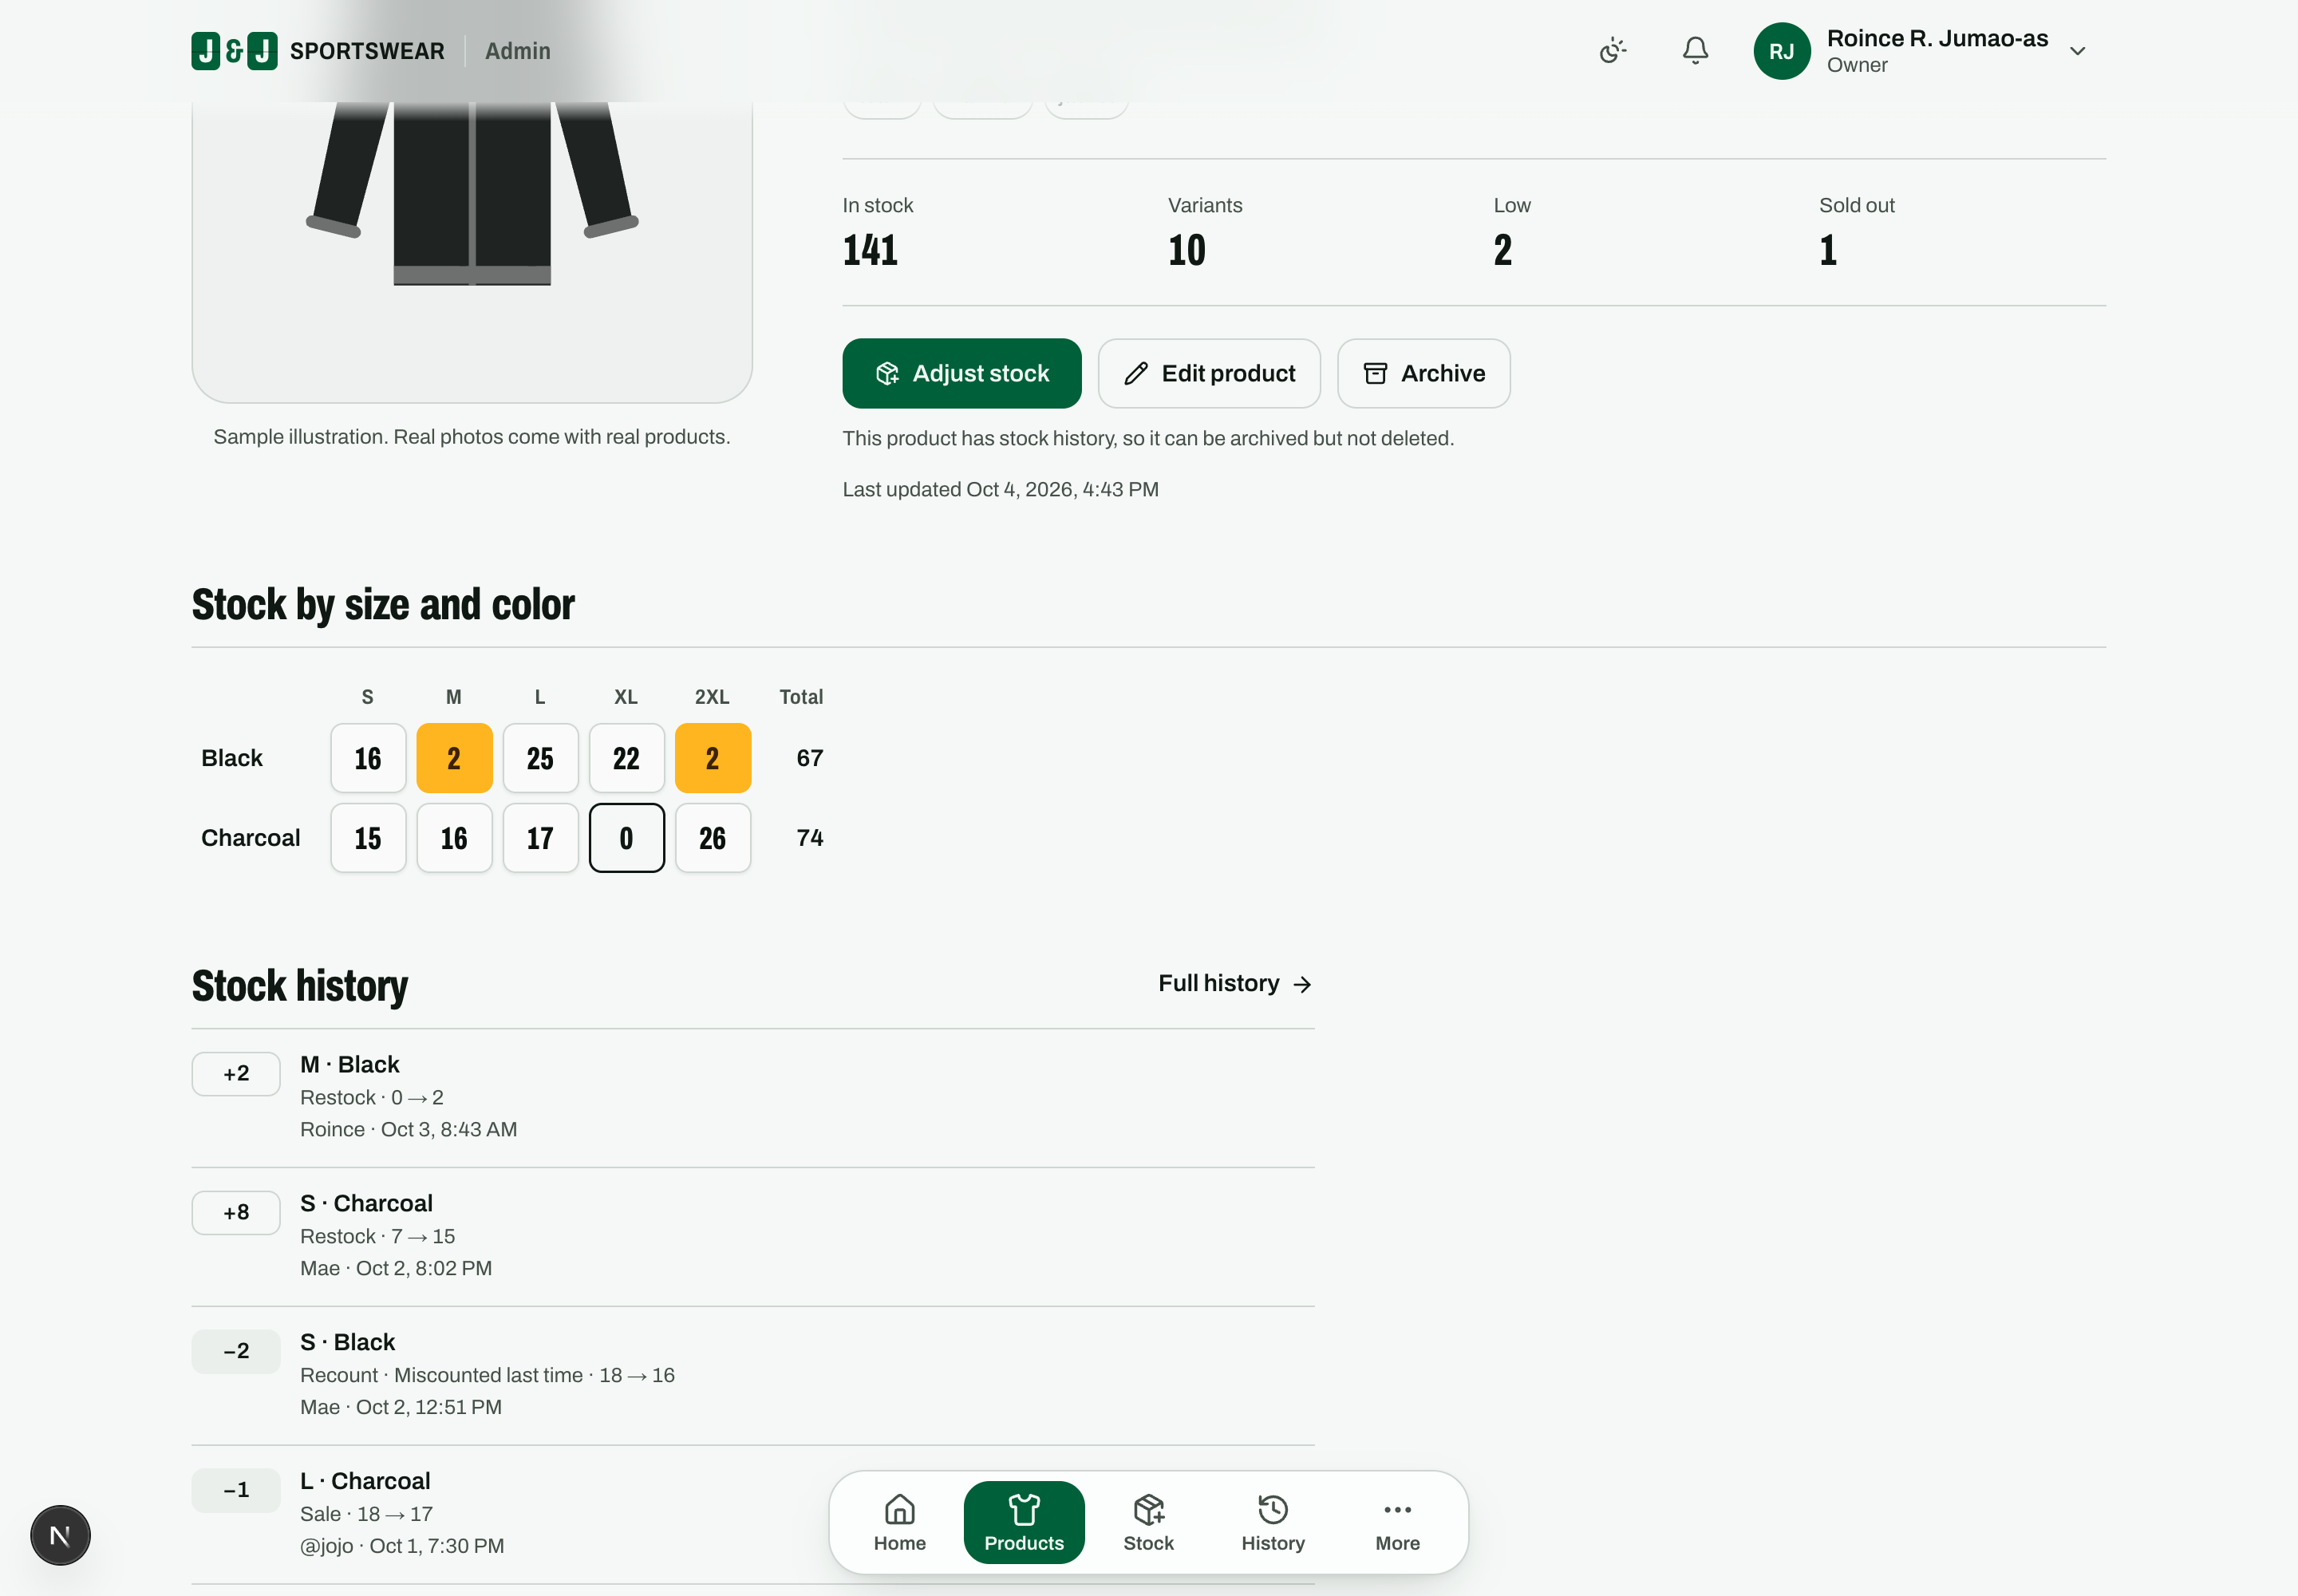 J & J SPORTSWEAR Admin
RJ
Roince R. Jumao-as
Owner
In stock Variants Low Sold out
141 10 2 1
Adjust stock Edit product Archive
Sample illustration. Real photos come with real products.
This product has stock history, so it can be archived but not deleted.
Last updated Oct 4, 2026, 4:43 PM
Stock by size and color
S M L XL 2XL Total
Black 16 2 25 22 2 67
Charcoal 15 16 17 0 26 74
Stock history
Full history →
+2 M · Black
Restock · 0 → 2
Roince · Oct 3, 8:43 AM
+8 S · Charcoal
Restock · 7 → 15
Mae · Oct 2, 8:02 PM
−2 S · Black
Recount · Miscounted last time · 18 → 16
Mae · Oct 2, 12:51 PM
−1 L · Charcoal
Sale · 18 → 17
@jojo · Oct 1, 7:30 PM
N
Home Products Stock History More